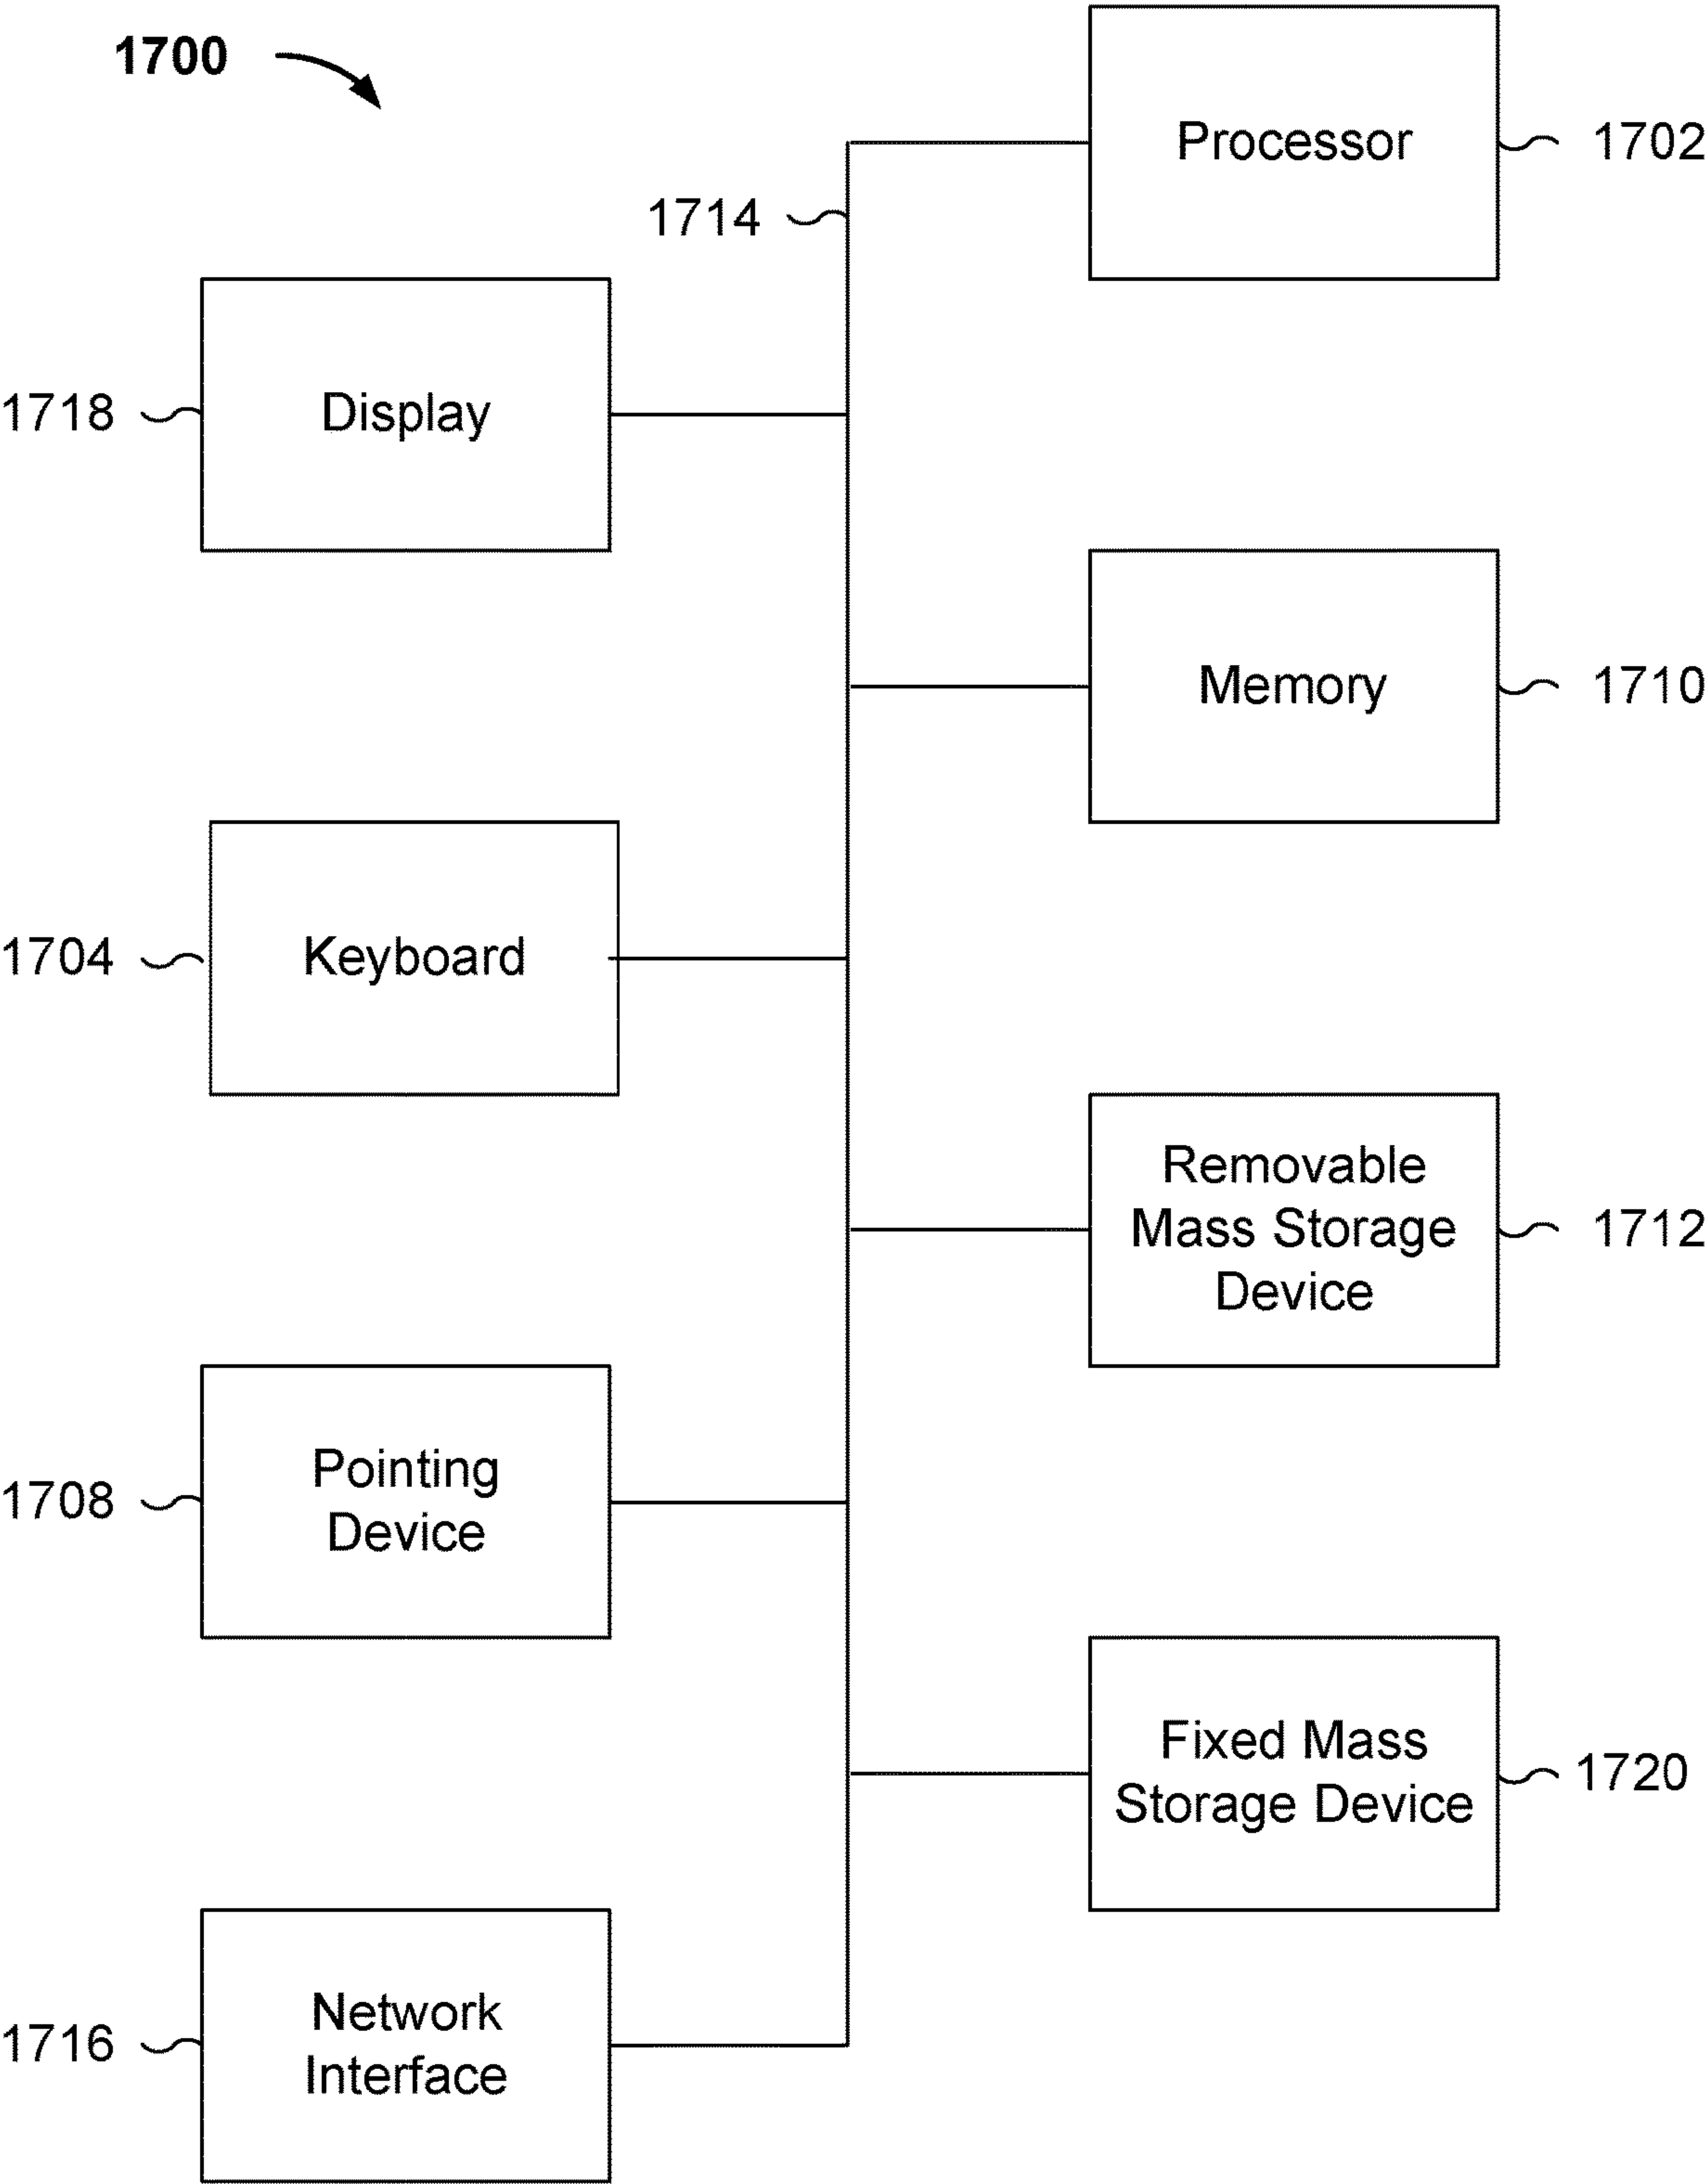 1700
Processor
1702
1714
1718
Display
Memory
1710
1704
Keyboard
Removable
Mass Storage
Device
1712
1708
Pointing
Device
Fixed Mass
Storage Device
1720
1716
Network
Interface